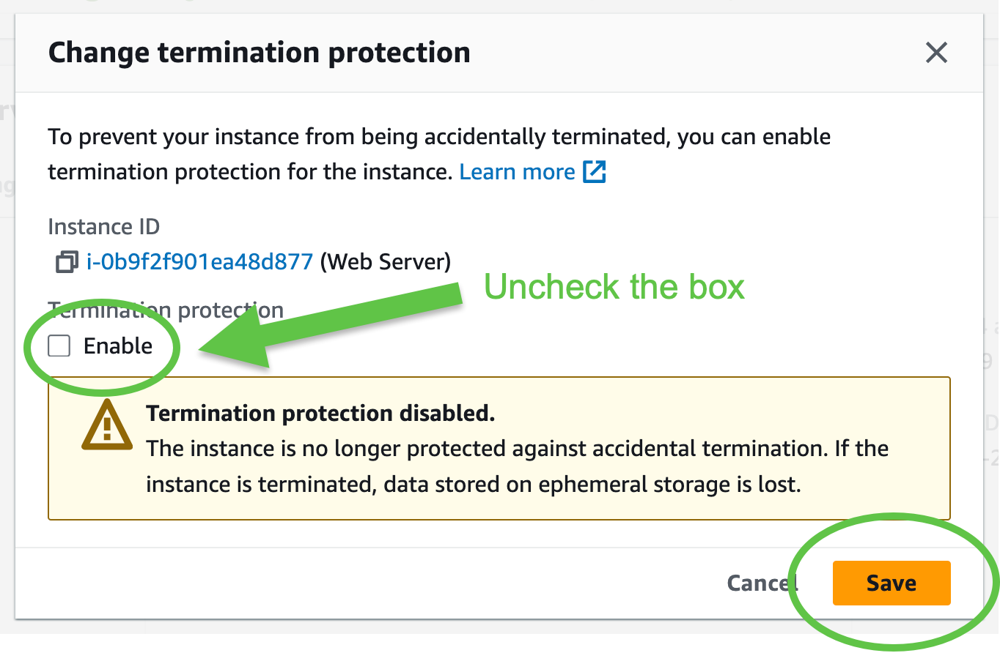 Change termination protection
To prevent your instance from being accidentally terminated, you can enable
termination protection for the instance. Learn more
Instance ID
i-0b9f2f901ea48d877 (Web Server)
Uncheck the box
Termination protection
Enable
Termination protection disabled.
The instance is no longer protected against accidental termination. If the
instance is terminated, data stored on ephemeral storage is lost.
Cancel
Save